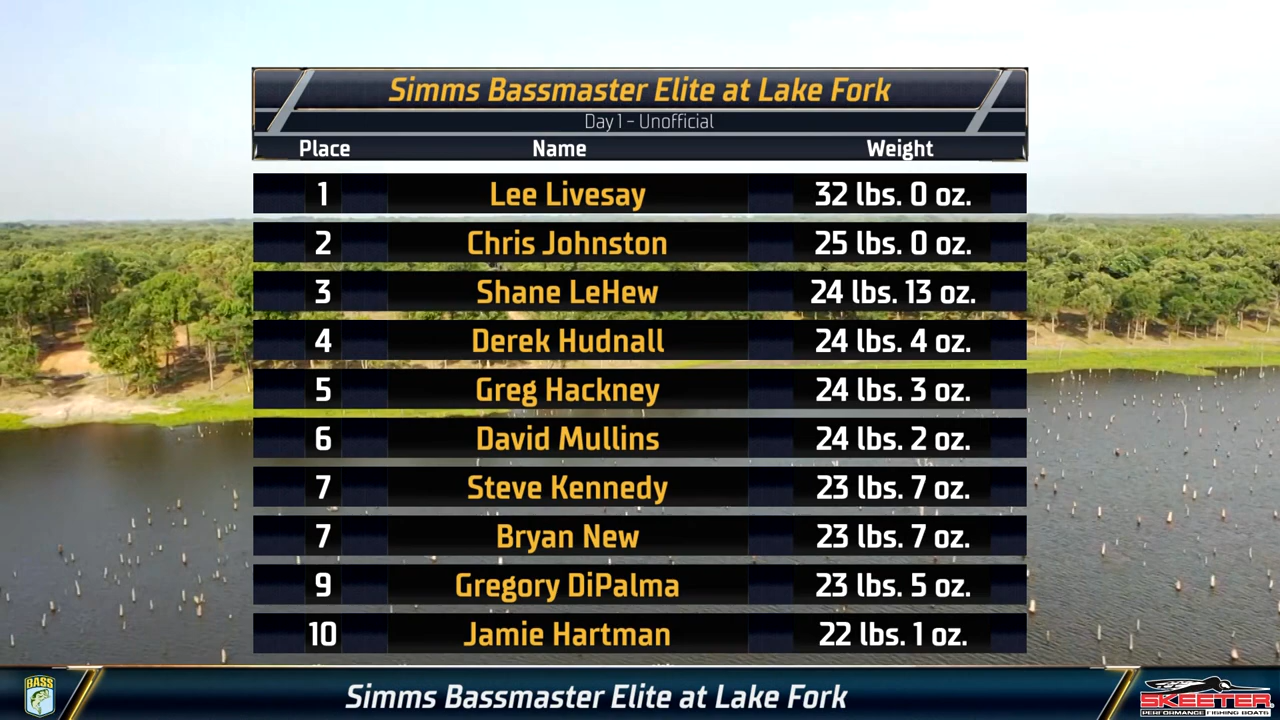 Simms Bassmaster Elite at Lake Fork
Day 1 - Unofficial
Place Name Weight
1 Lee Livesay 32 lbs. 0 oz.
2 Chris Johnston 25 lbs. 0 oz.
3 Shane LeHew 24 lbs. 13 oz.
4 Derek Hudnall 24 lbs. 4 oz.
5 Greg Hackney 24 lbs. 3 oz.
6 David Mullins 24 lbs. 2 oz.
7 Steve Kennedy 23 lbs. 7 oz.
7 Bryan New 23 lbs. 7 oz.
9 Gregory DiPalma 23 lbs. 5 oz.
10 Jamie Hartman 22 lbs. 1 oz.
BASS
Simms Bassmaster Elite at Lake Fork
SKEETER
PERFORMANCE FISHING BOATS